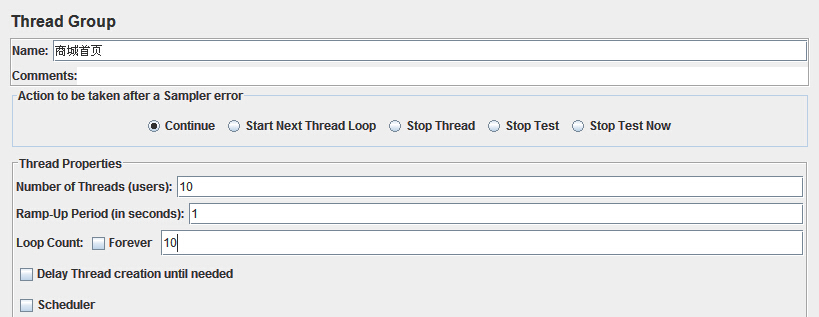 Thread Group
Name: 商城首页
Comments:
Action to be taken after a Sampler error
Continue Start Next Thread Loop Stop Thread Stop Test Stop Test Now
Thread Properties
Number of Threads (users): 10
Ramp-Up Period (in seconds): 1
Loop Count: Forever 10
Delay Thread creation until needed
Scheduler